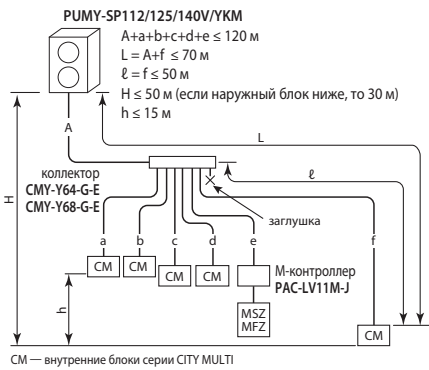 PUMY-SP112/125/140V/YKM
A+a+b+c+d+e ≤ 120 м
L = A+f ≤ 70 м
ℓ = f ≤ 50 м
H ≤ 50 м (если наружный блок ниже, то 30 м)
h ≤ 15 м
A
L
H
коллектор
CMY-Y64-G-E
CMY-Y68-G-E
ℓ
заглушка
a
b
c
d
e
f
CM
CM
CM
CM
М-контроллер
PAC-LV11M-J
h
MSZ
MFZ
CM
СМ — внутренние блоки серии CITY MULTI